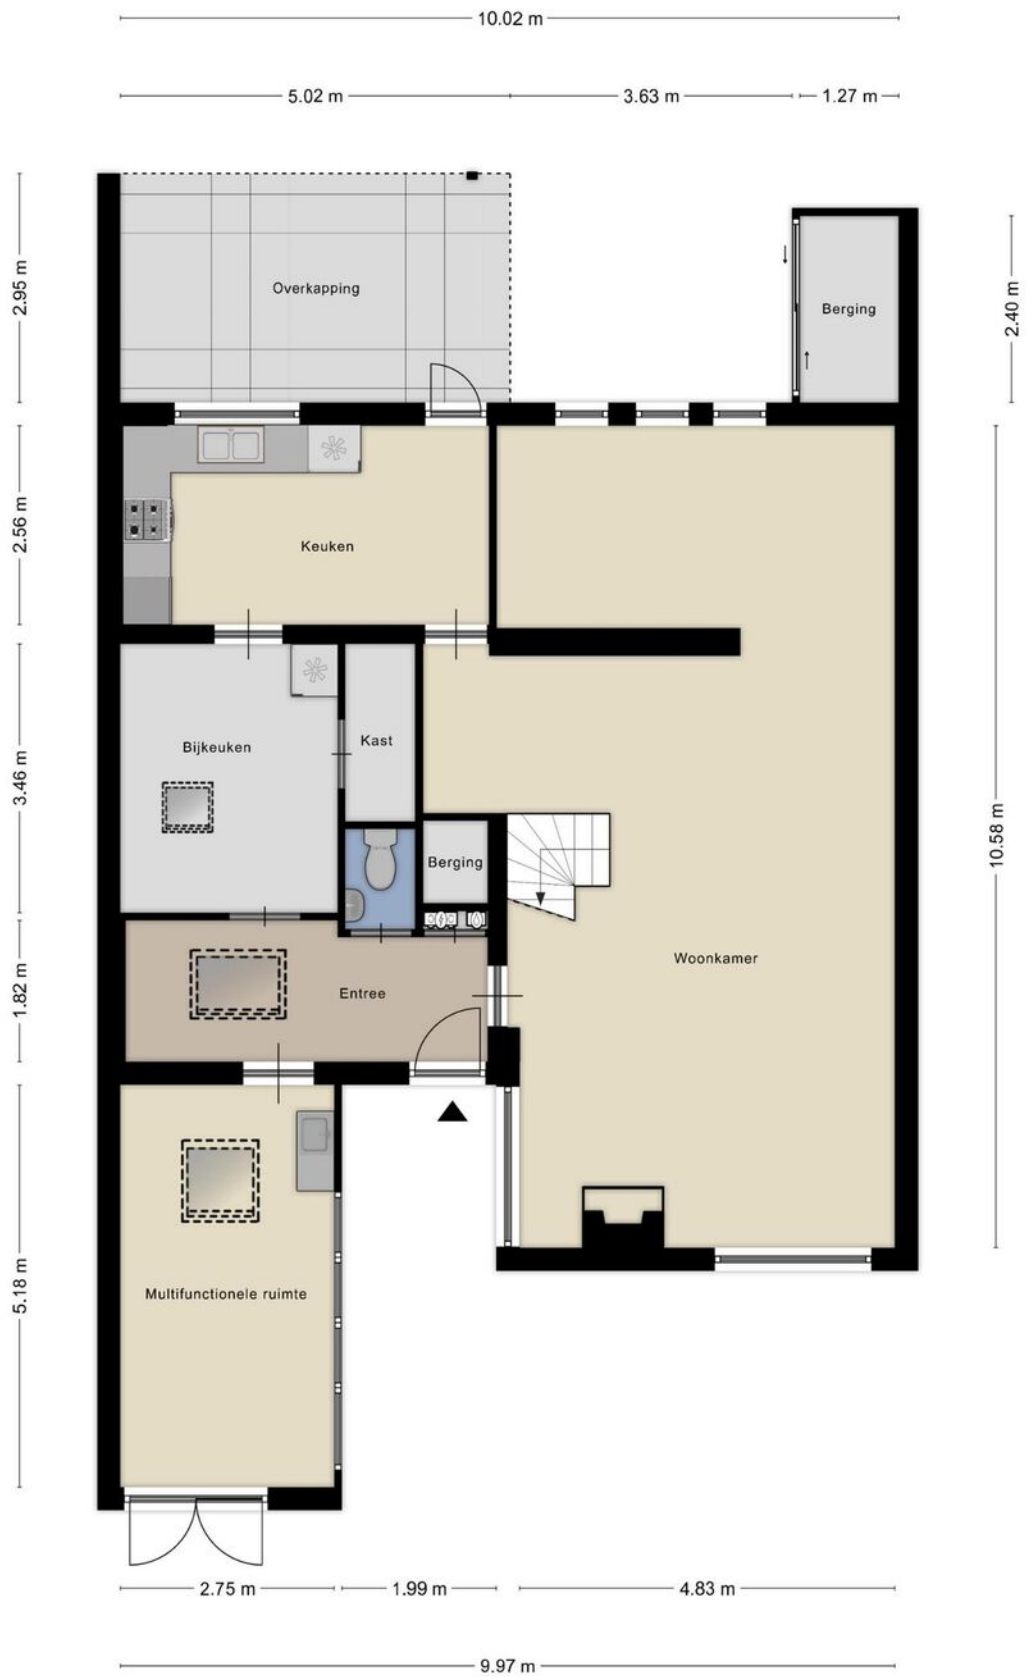 10.02 m
5.02 m
3.63 m
1.27 m
2.95 m
2.40 m
Overkapping
Berging
2.56 m
Keuken
3.46 m
Bijkeuken
Kast
10.58 m
Berging
Woonkamer
1.82 m
Entree
5.18 m
Multifunctionele ruimte
2.75 m
1.99 m
4.83 m
9.97 m